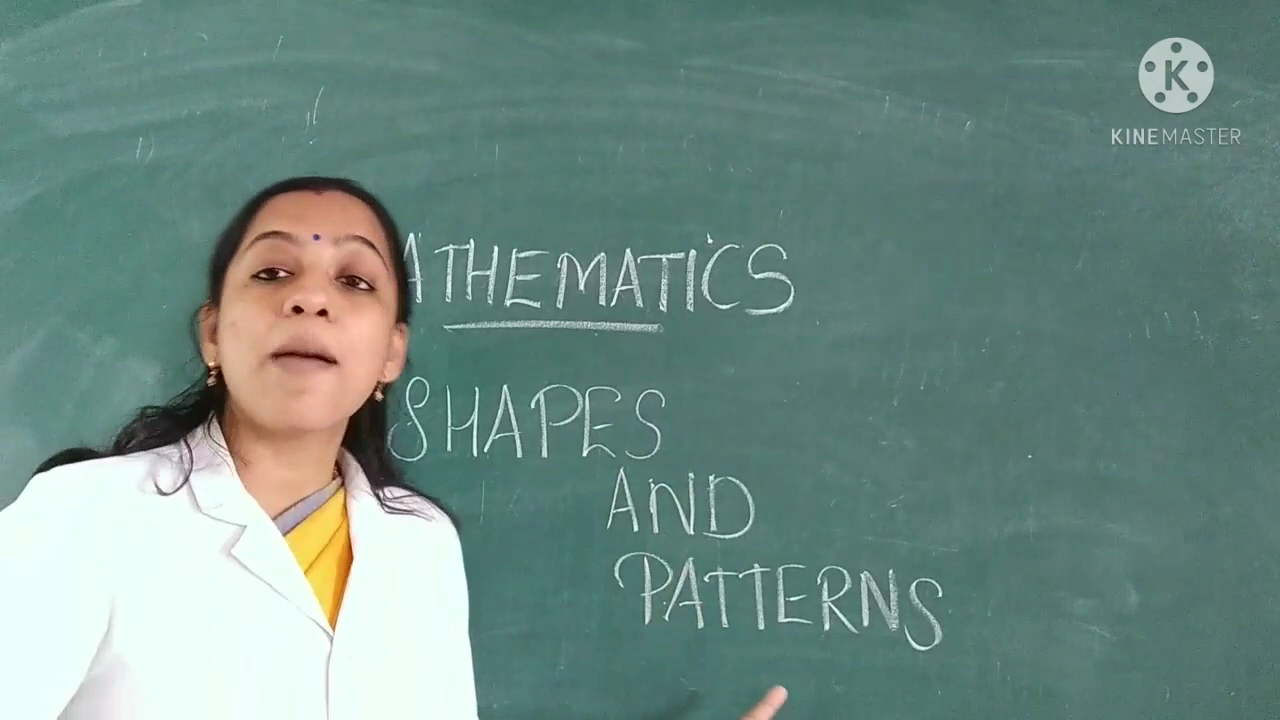 K
KINEMASTER
ATHEMATICS
SHAPES
AND
PATTERNS